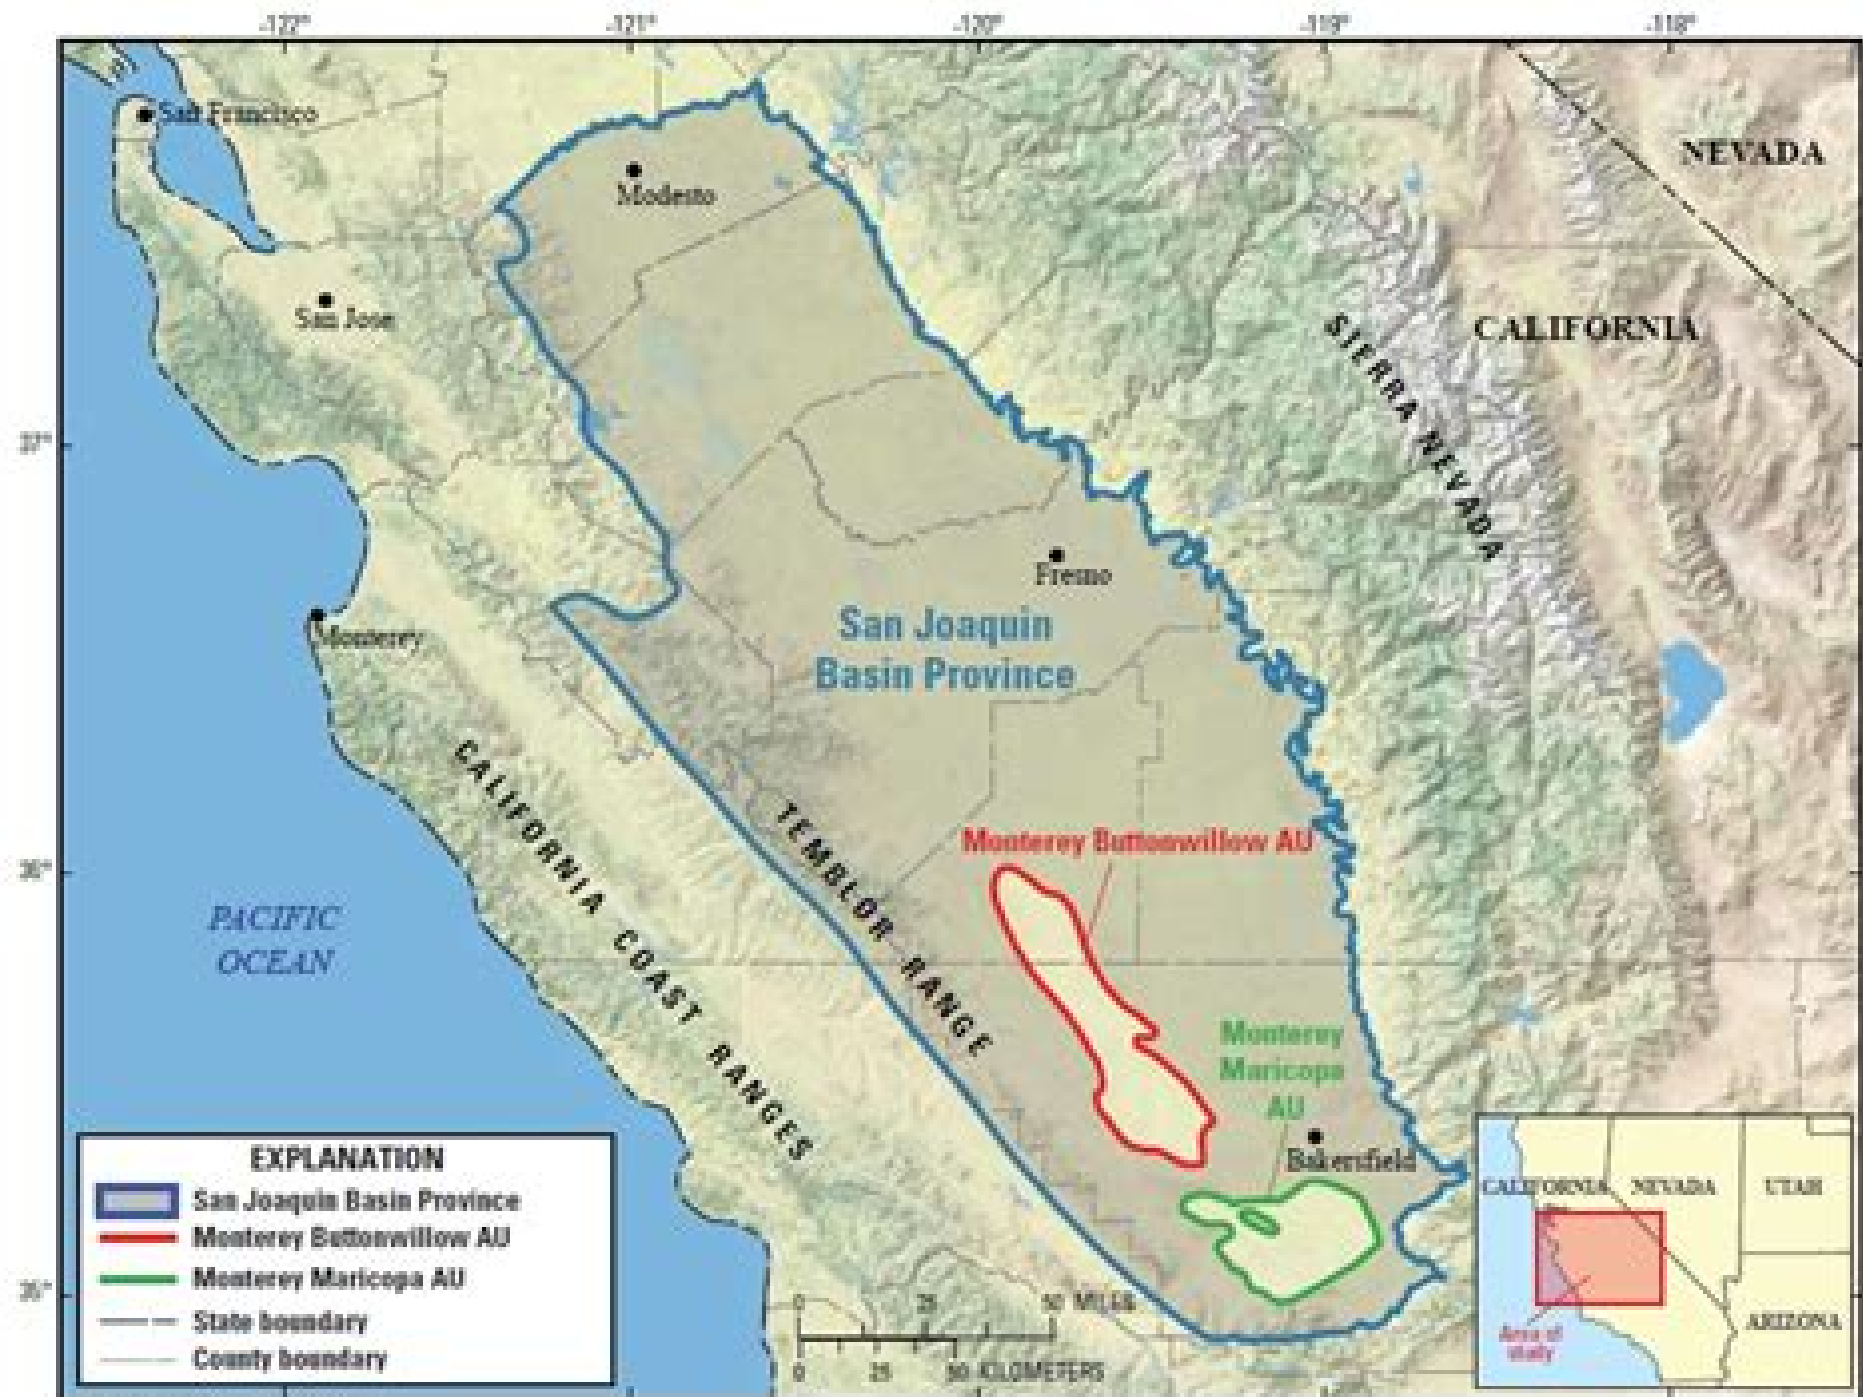 -122°
-121°
-120°
-119°
-118°
San Francisco
NEVADA
Modesto
San Jose
CALIFORNIA
SIERRA NEVADA
37°
Fresno
San Joaquin
Basin Province
Monterey
CALIFORNIA COAST RANGES
TEMBLOR RANGE
Monterey Buttonwillow AU
36°
PACIFIC
OCEAN
Monterey
Maricopa
AU
Bakersfield
35°
EXPLANATION
San Joaquin Basin Province
Monterey Buttonwillow AU
Monterey Maricopa AU
State boundary
County boundary
0 25 50 MILES
0 25 50 KILOMETERS
CALIFORNIA
NEVADA
UTAH
ARIZONA
Area of
study